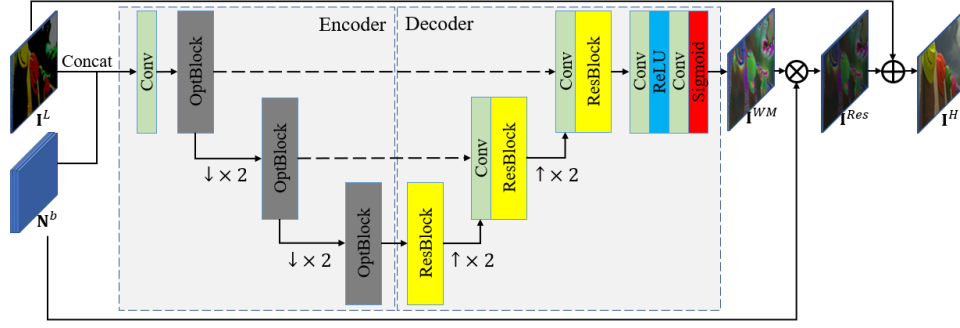 Encoder
Decoder
Concat
Conv
OptBlock
Conv
ResBlock
Conv
ReLU
Conv
Sigmoid
I^L
I^WM
I^Res
I^H
OptBlock
Conv
ResBlock
↓ × 2
↑ × 2
N^b
OptBlock
ResBlock
↓ × 2
↑ × 2